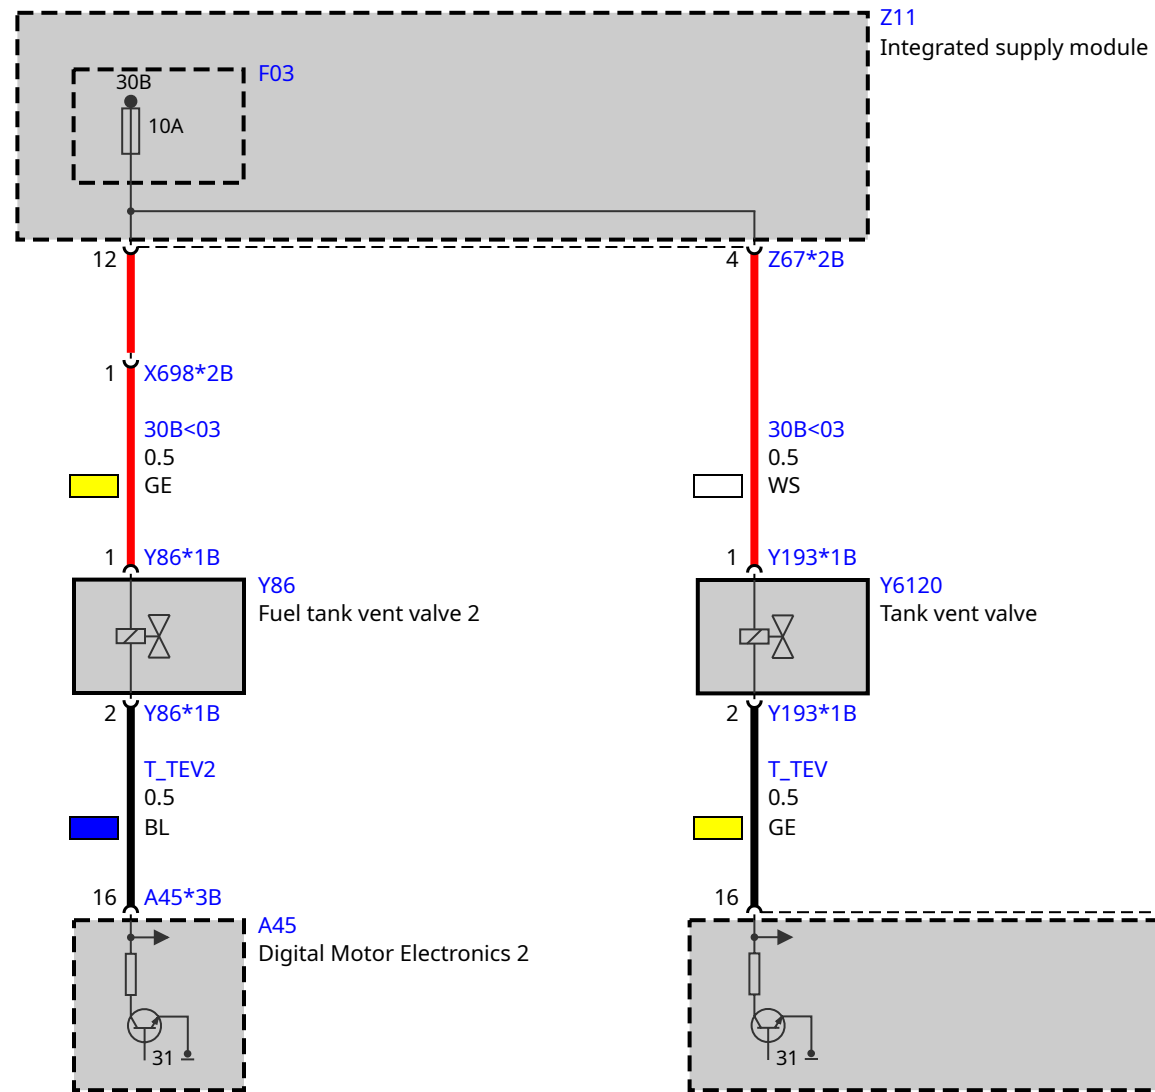 Z11
Integrated supply module
F03
30B
10A
12
4
Z67*2B
1
X698*2B
30B<03
0.5
GE
30B<03
0.5
WS
1
Y86*1B
1
Y193*1B
Y86
Fuel tank vent valve 2
Y6120
Tank vent valve
2
Y86*1B
2
Y193*1B
T_TEV2
0.5
BL
T_TEV
0.5
GE
16
A45*3B
16
A45
Digital Motor Electronics 2
31
31